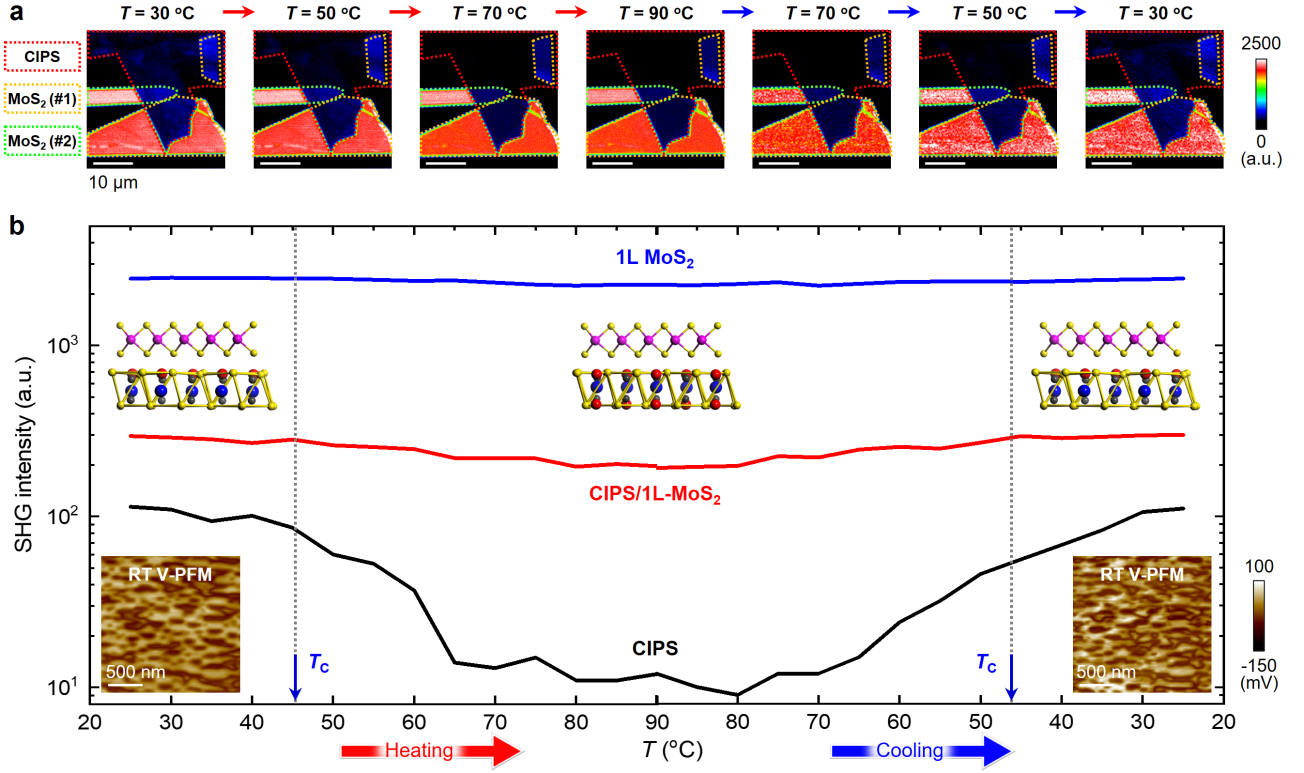 a
T = 30 °C T = 50 °C T = 70 °C T = 90 °C T = 70 °C T = 50 °C T = 30 °C
CIPS
MoS₂ (#1)
MoS₂ (#2)
10 μm
2500
0
(a.u.)
b
SHG intensity (a.u.)
10³
10²
10¹
1L MoS₂
CIPS/1L-MoS₂
CIPS
RT V-PFM
500 nm
T_C
T_C
RT V-PFM
500 nm
100
-150
(mV)
20 30 40 50 60 70 80 90 80 70 60 50 40 30 20
Heating
T (°C)
Cooling